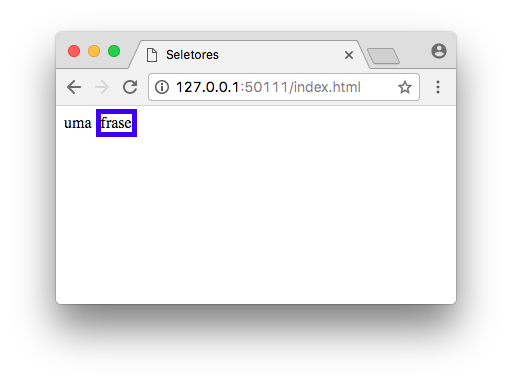 Seletores
127.0.0.1:50111/index.html
uma frase